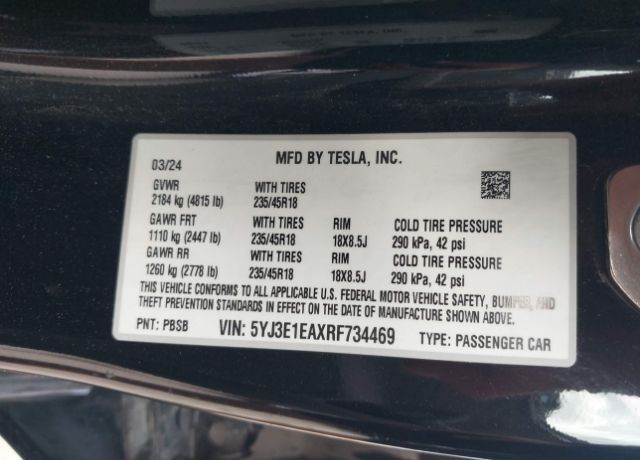 MFD BY TESLA, INC.
03/24
GVWR WITH TIRES
2184 kg (4815 lb) 235/45R18
GAWR FRT WITH TIRES RIM COLD TIRE PRESSURE
1110 kg (2447 lb) 235/45R18 18X8.5J 290 kPa, 42 psi
GAWR RR WITH TIRES RIM COLD TIRE PRESSURE
1260 kg (2778 lb) 235/45R18 18X8.5J 290 kPa, 42 psi
THIS VEHICLE CONFORMS TO ALL APPLICABLE U.S. FEDERAL MOTOR VEHICLE SAFETY, BUMPER, AND
THEFT PREVENTION STANDARDS IN EFFECT ON THE DATE OF MANUFACTURE SHOWN ABOVE.
PNT: PBSB VIN: 5YJ3E1EAXRF734469 TYPE: PASSENGER CAR